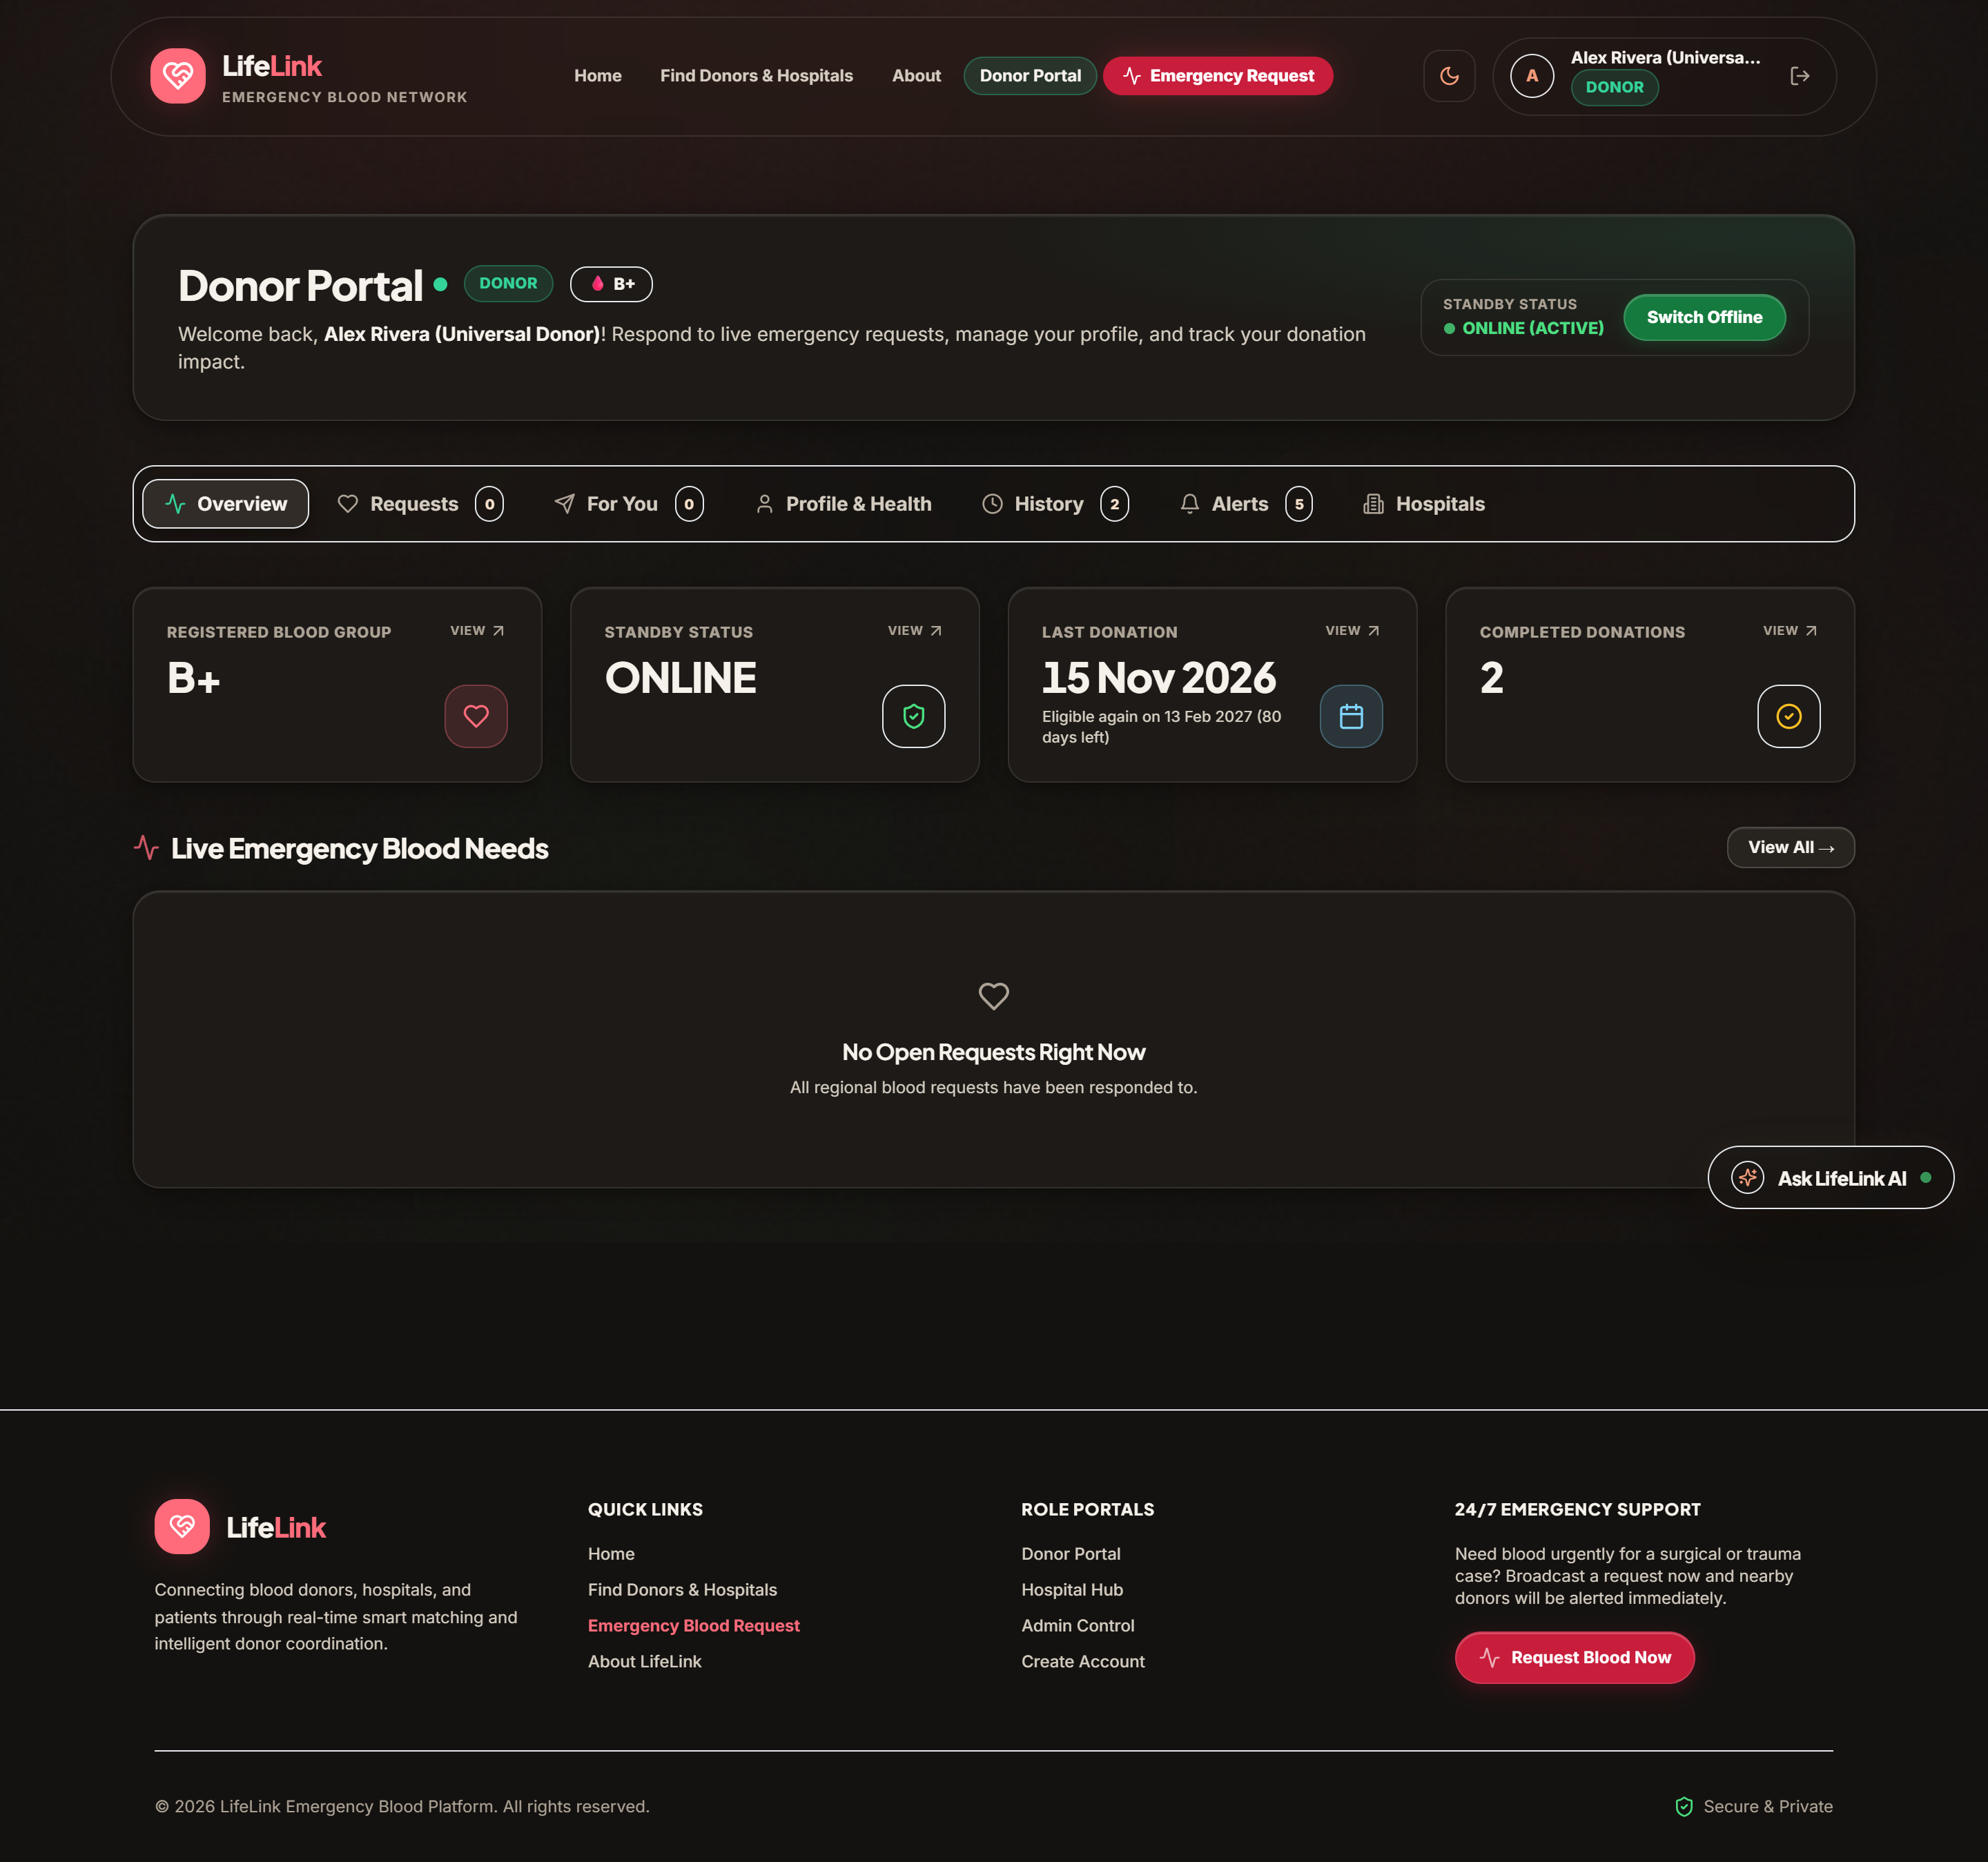 LifeLink
EMERGENCY BLOOD NETWORK
Home
Find Donors & Hospitals
About
Donor Portal
Emergency Request
A
Alex Rivera (Universa...
DONOR
Donor Portal
DONOR
B+
Welcome back, Alex Rivera (Universal Donor)! Respond to live emergency requests, manage your profile, and track your donation
impact.
STANDBY STATUS
ONLINE (ACTIVE)
Switch Offline
Overview
Requests 0
For You 0
Profile & Health
History 2
Alerts 5
Hospitals
REGISTERED BLOOD GROUP
VIEW
B+
STANDBY STATUS
VIEW
ONLINE
LAST DONATION
VIEW
15 Nov 2026
Eligible again on 13 Feb 2027 (80
days left)
COMPLETED DONATIONS
VIEW
2
Live Emergency Blood Needs
View All →
No Open Requests Right Now
All regional blood requests have been responded to.
Ask LifeLink AI
LifeLink
Connecting blood donors, hospitals, and
patients through real-time smart matching and
intelligent donor coordination.
QUICK LINKS
Home
Find Donors & Hospitals
Emergency Blood Request
About LifeLink
ROLE PORTALS
Donor Portal
Hospital Hub
Admin Control
Create Account
24/7 EMERGENCY SUPPORT
Need blood urgently for a surgical or trauma
case? Broadcast a request now and nearby
donors will be alerted immediately.
Request Blood Now
© 2026 LifeLink Emergency Blood Platform. All rights reserved.
Secure & Private